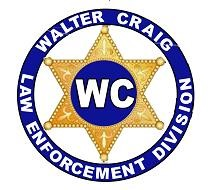 WALTER CRAIG
WC
LAW ENFORCEMENT DIVISION